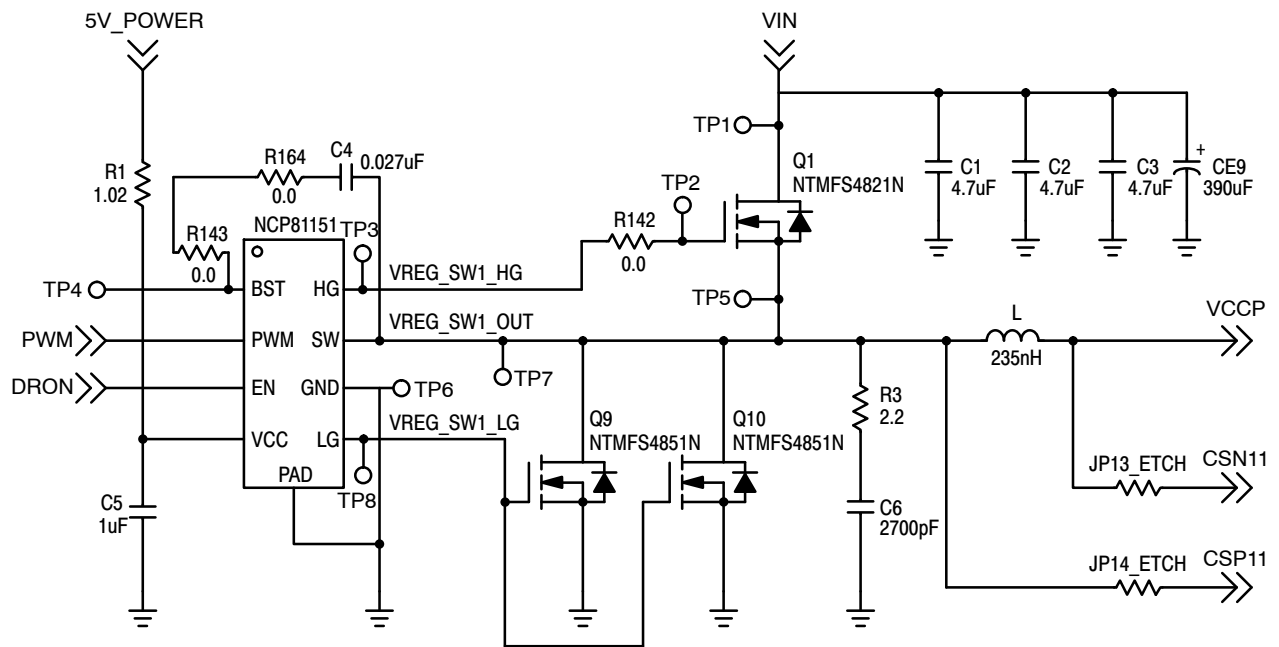 5V_POWER
VIN
R1
1.02
R164
0.0
C4
0.027uF
R143
0.0
NCP81151
TP1
TP2
TP3
TP4
TP5
R142
0.0
Q1
NTMFS4821N
C1
4.7uF
C2
4.7uF
C3
4.7uF
+
CE9
390uF
BST
HG
VREG_SW1_HG
PWM
PWM
SW
VREG_SW1_OUT
DRON
EN
GND
TP6
TP7
VCC
LG
VREG_SW1_LG
PAD
TP8
C5
1uF
Q9
NTMFS4851N
Q10
NTMFS4851N
R3
2.2
C6
2700pF
L
235nH
VCCP
JP13_ETCH
CSN11
JP14_ETCH
CSP11